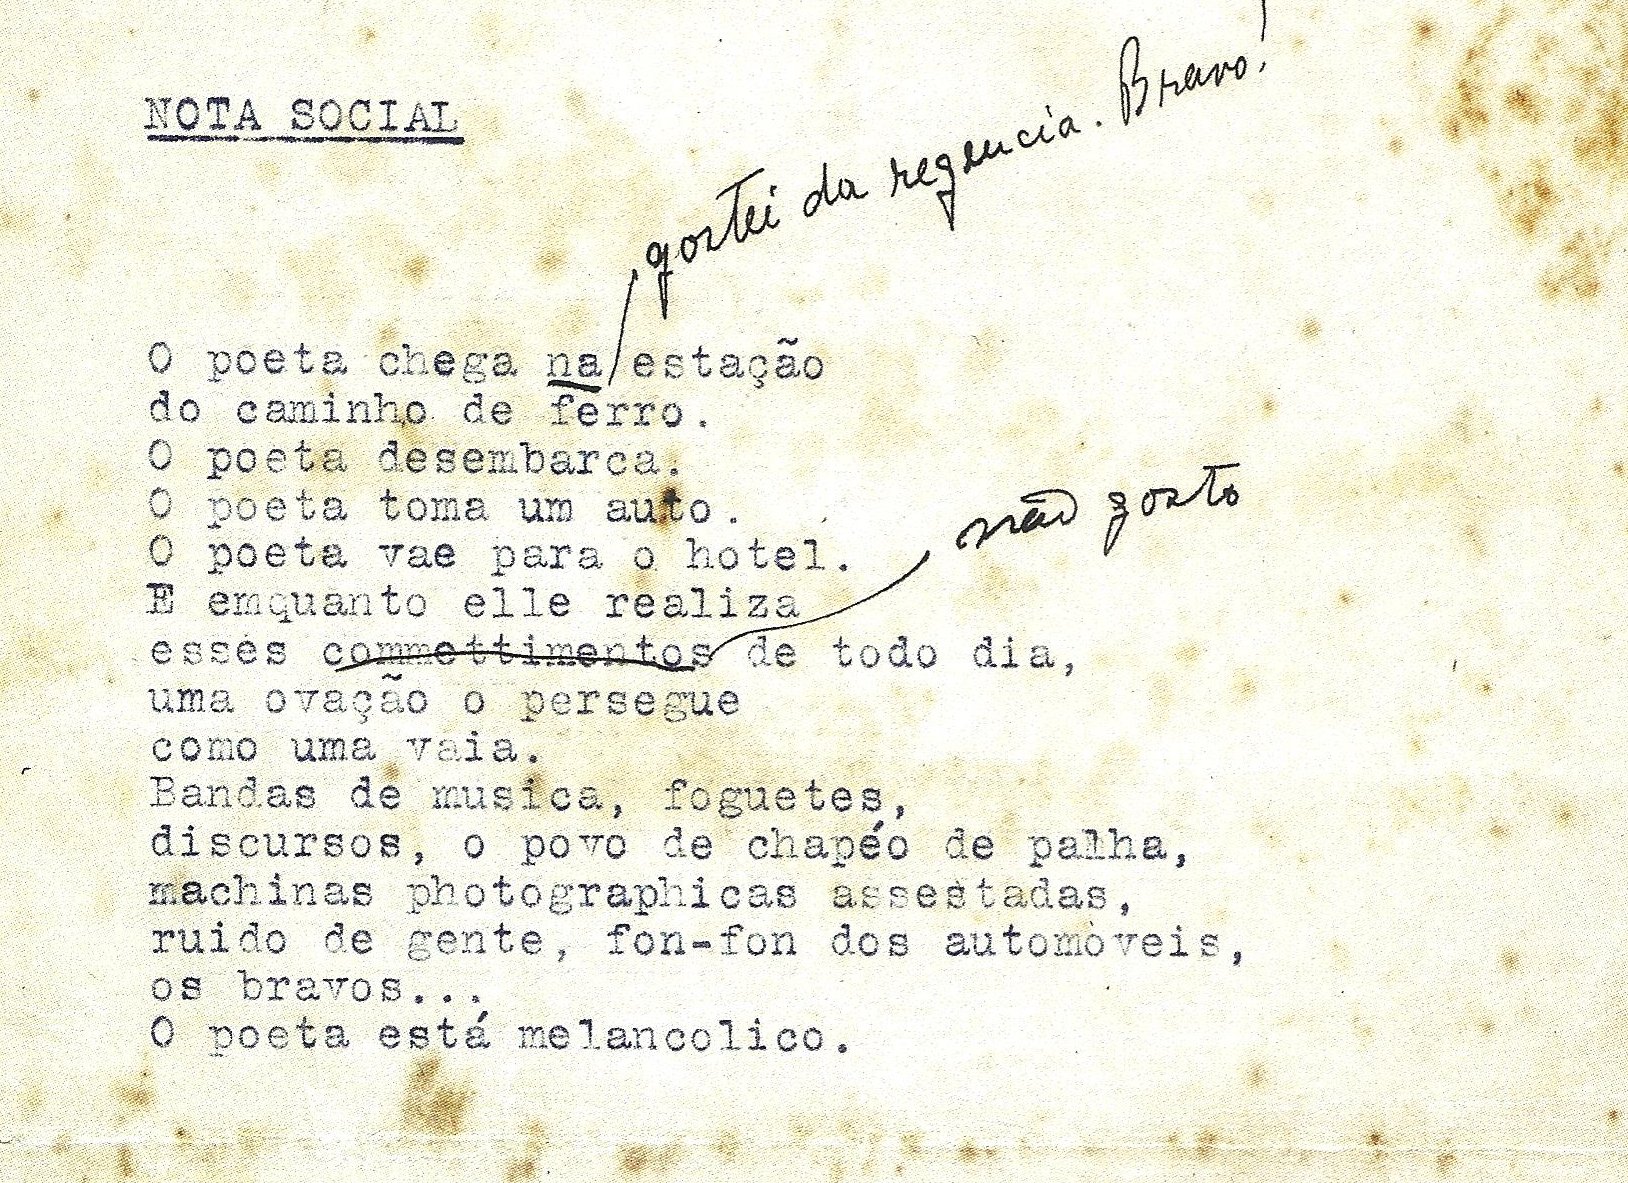 NOTA SOCIAL
gostei da regencia. Bravo!
O poeta chega na estação
do caminho de ferro.
O poeta desembarca.
O poeta toma um auto.
não gosto
O poeta vae para o hotel.
E emquanto elle realiza
esses commettimentos de todo dia,
uma ovação o persegue
como uma vaia.
Bandas de musica, foguetes,
discursos, o povo de chapéo de palha,
machinas photographicas assestadas,
ruido de gente, fon-fon dos automòveis,
os bravos...
O poeta está melancolico.